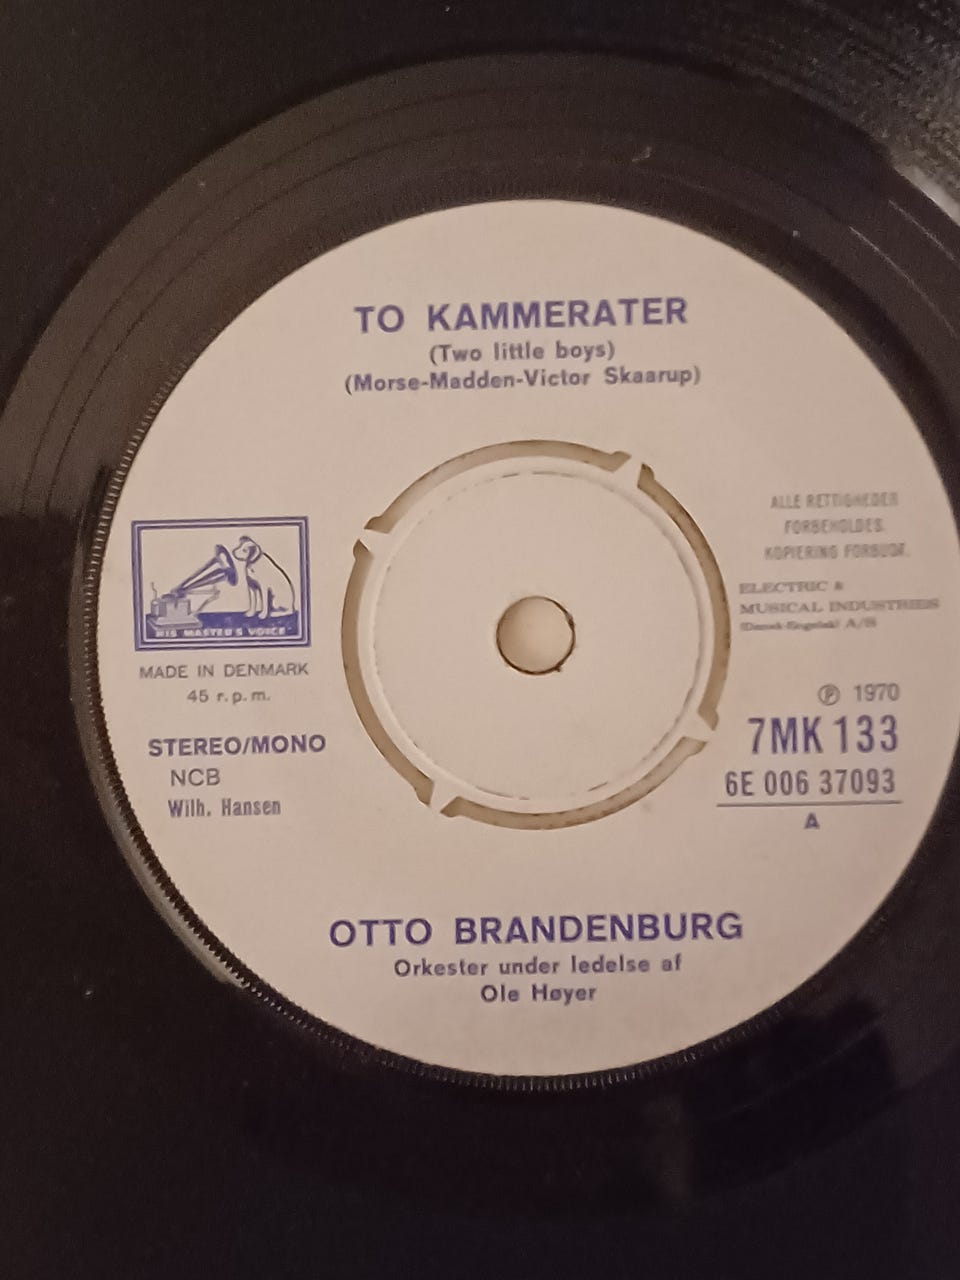 TO KAMMERATER
(Two little boys)
(Morse-Madden-Victor Skaarup)
HIS MASTER'S VOICE
MADE IN DENMARK
45 r.p.m.
STEREO/MONO
NCB
Wilh. Hansen
ALLE RETTIGHEDER
FORBEHOLDES.
KOPIERING FORBUDT.
ELECTRIC &
MUSICAL INDUSTRIES
(Dansk-Engelsk) A/S
Ⓟ 1970
7MK 133
6E 006 37093
A
OTTO BRANDENBURG
Orkester under ledelse af
Ole Høyer